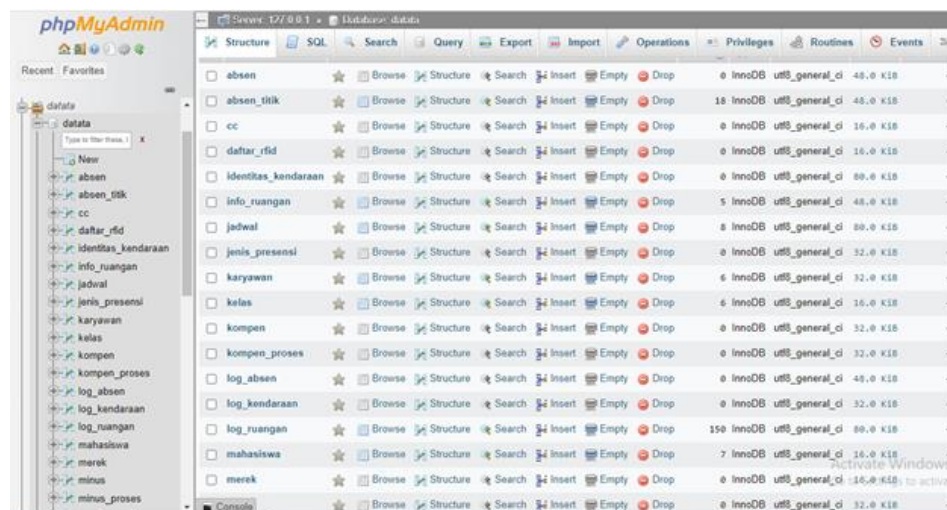 phpMyAdmin
Recent Favorites
datata
datata
New
absen
absen_titik
cc
daftar_rfid
identitas_kendaraan
info_ruangan
jadwal
jenis_presensi
karyawan
kelas
kompen
kompen_proses
log_absen
log_kendaraan
log_ruangan
mahasiswa
merek
minus
minus_proses
Server: 127.0.0.1 » Database: datata
Structure SQL Search Query Export Import Operations Privileges Routines Events
absen Browse Structure Search Insert Empty Drop 0 InnoDB utf8_general_ci 48.0 KiB
absen_titik Browse Structure Search Insert Empty Drop 18 InnoDB utf8_general_ci 48.0 KiB
cc Browse Structure Search Insert Empty Drop 0 InnoDB utf8_general_ci 16.0 KiB
daftar_rfid Browse Structure Search Insert Empty Drop 0 InnoDB utf8_general_ci 16.0 KiB
identitas_kendaraan Browse Structure Search Insert Empty Drop 0 InnoDB utf8_general_ci 80.0 KiB
info_ruangan Browse Structure Search Insert Empty Drop 5 InnoDB utf8_general_ci 48.0 KiB
jadwal Browse Structure Search Insert Empty Drop 8 InnoDB utf8_general_ci 80.0 KiB
jenis_presensi Browse Structure Search Insert Empty Drop 0 InnoDB utf8_general_ci 32.0 KiB
karyawan Browse Structure Search Insert Empty Drop 6 InnoDB utf8_general_ci 32.0 KiB
kelas Browse Structure Search Insert Empty Drop 6 InnoDB utf8_general_ci 16.0 KiB
kompen Browse Structure Search Insert Empty Drop 0 InnoDB utf8_general_ci 32.0 KiB
kompen_proses Browse Structure Search Insert Empty Drop 0 InnoDB utf8_general_ci 32.0 KiB
log_absen Browse Structure Search Insert Empty Drop 0 InnoDB utf8_general_ci 48.0 KiB
log_kendaraan Browse Structure Search Insert Empty Drop 0 InnoDB utf8_general_ci 32.0 KiB
log_ruangan Browse Structure Search Insert Empty Drop 150 InnoDB utf8_general_ci 80.0 KiB
mahasiswa Browse Structure Search Insert Empty Drop 7 InnoDB utf8_general_ci 16.0 KiB
Activate Windows
merek Browse Structure Search Insert Empty Drop 0 InnoDB utf8_general_ci 16.0 KiB
Console Browse Structure Search Insert Empty Drop 0 InnoDB utf8_general_ci 32.0 KiB